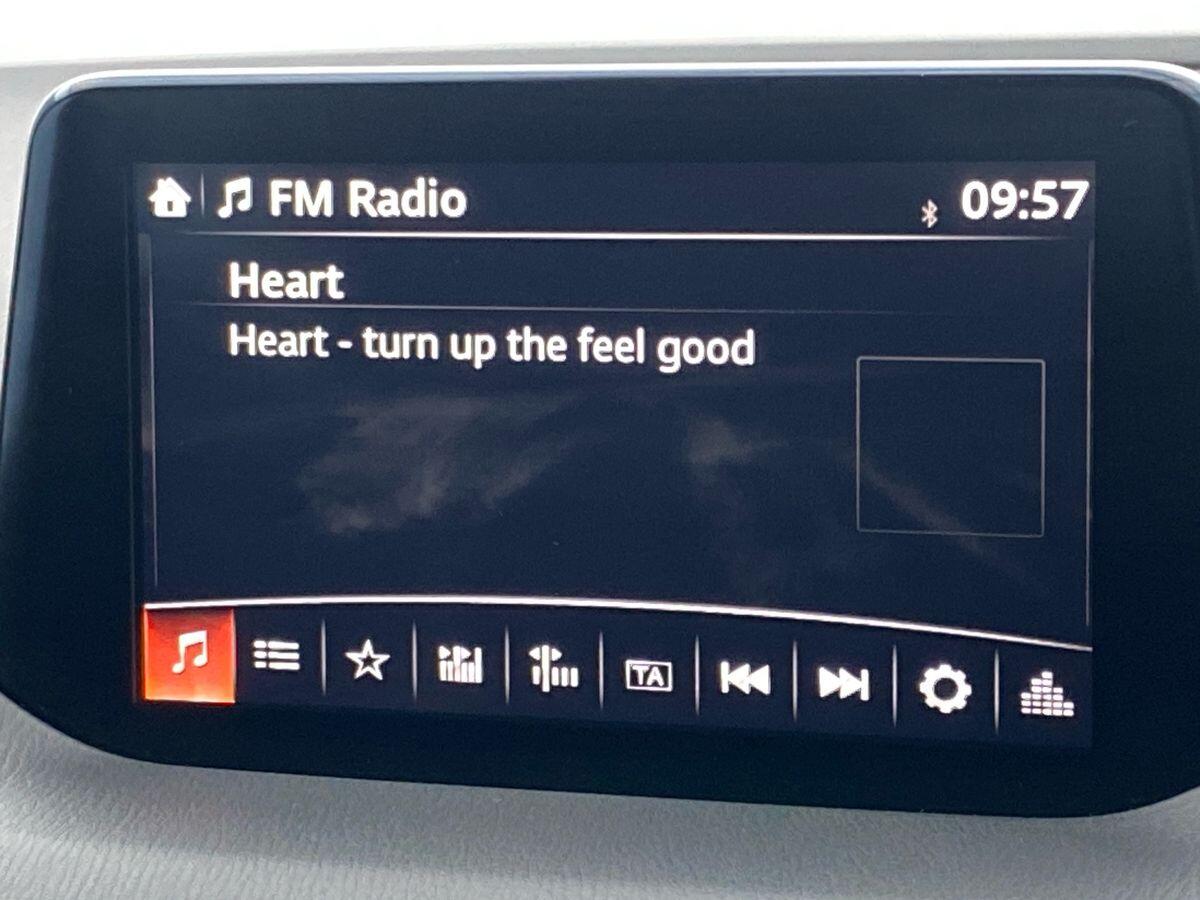 FM Radio 09:57
Heart
Heart - turn up the feel good
TA